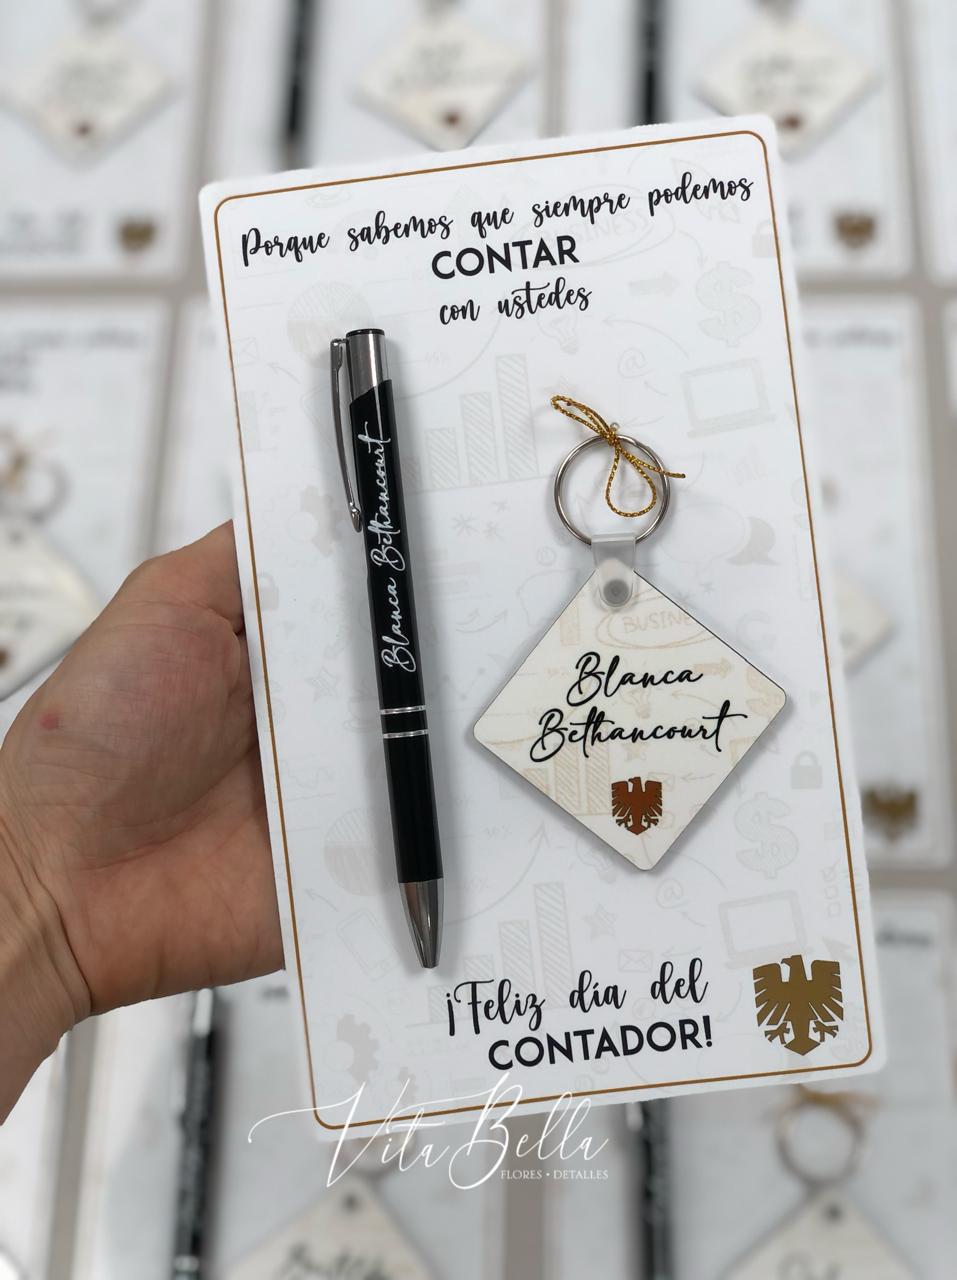 Porque sabemos que siempre podemos
CONTAR
con ustedes
Blanca Bethancourt
BUSINE
Blanca
Bethancourt
¡Feliz día del
CONTADOR!
Vita Bella
FLORES • DETALLES